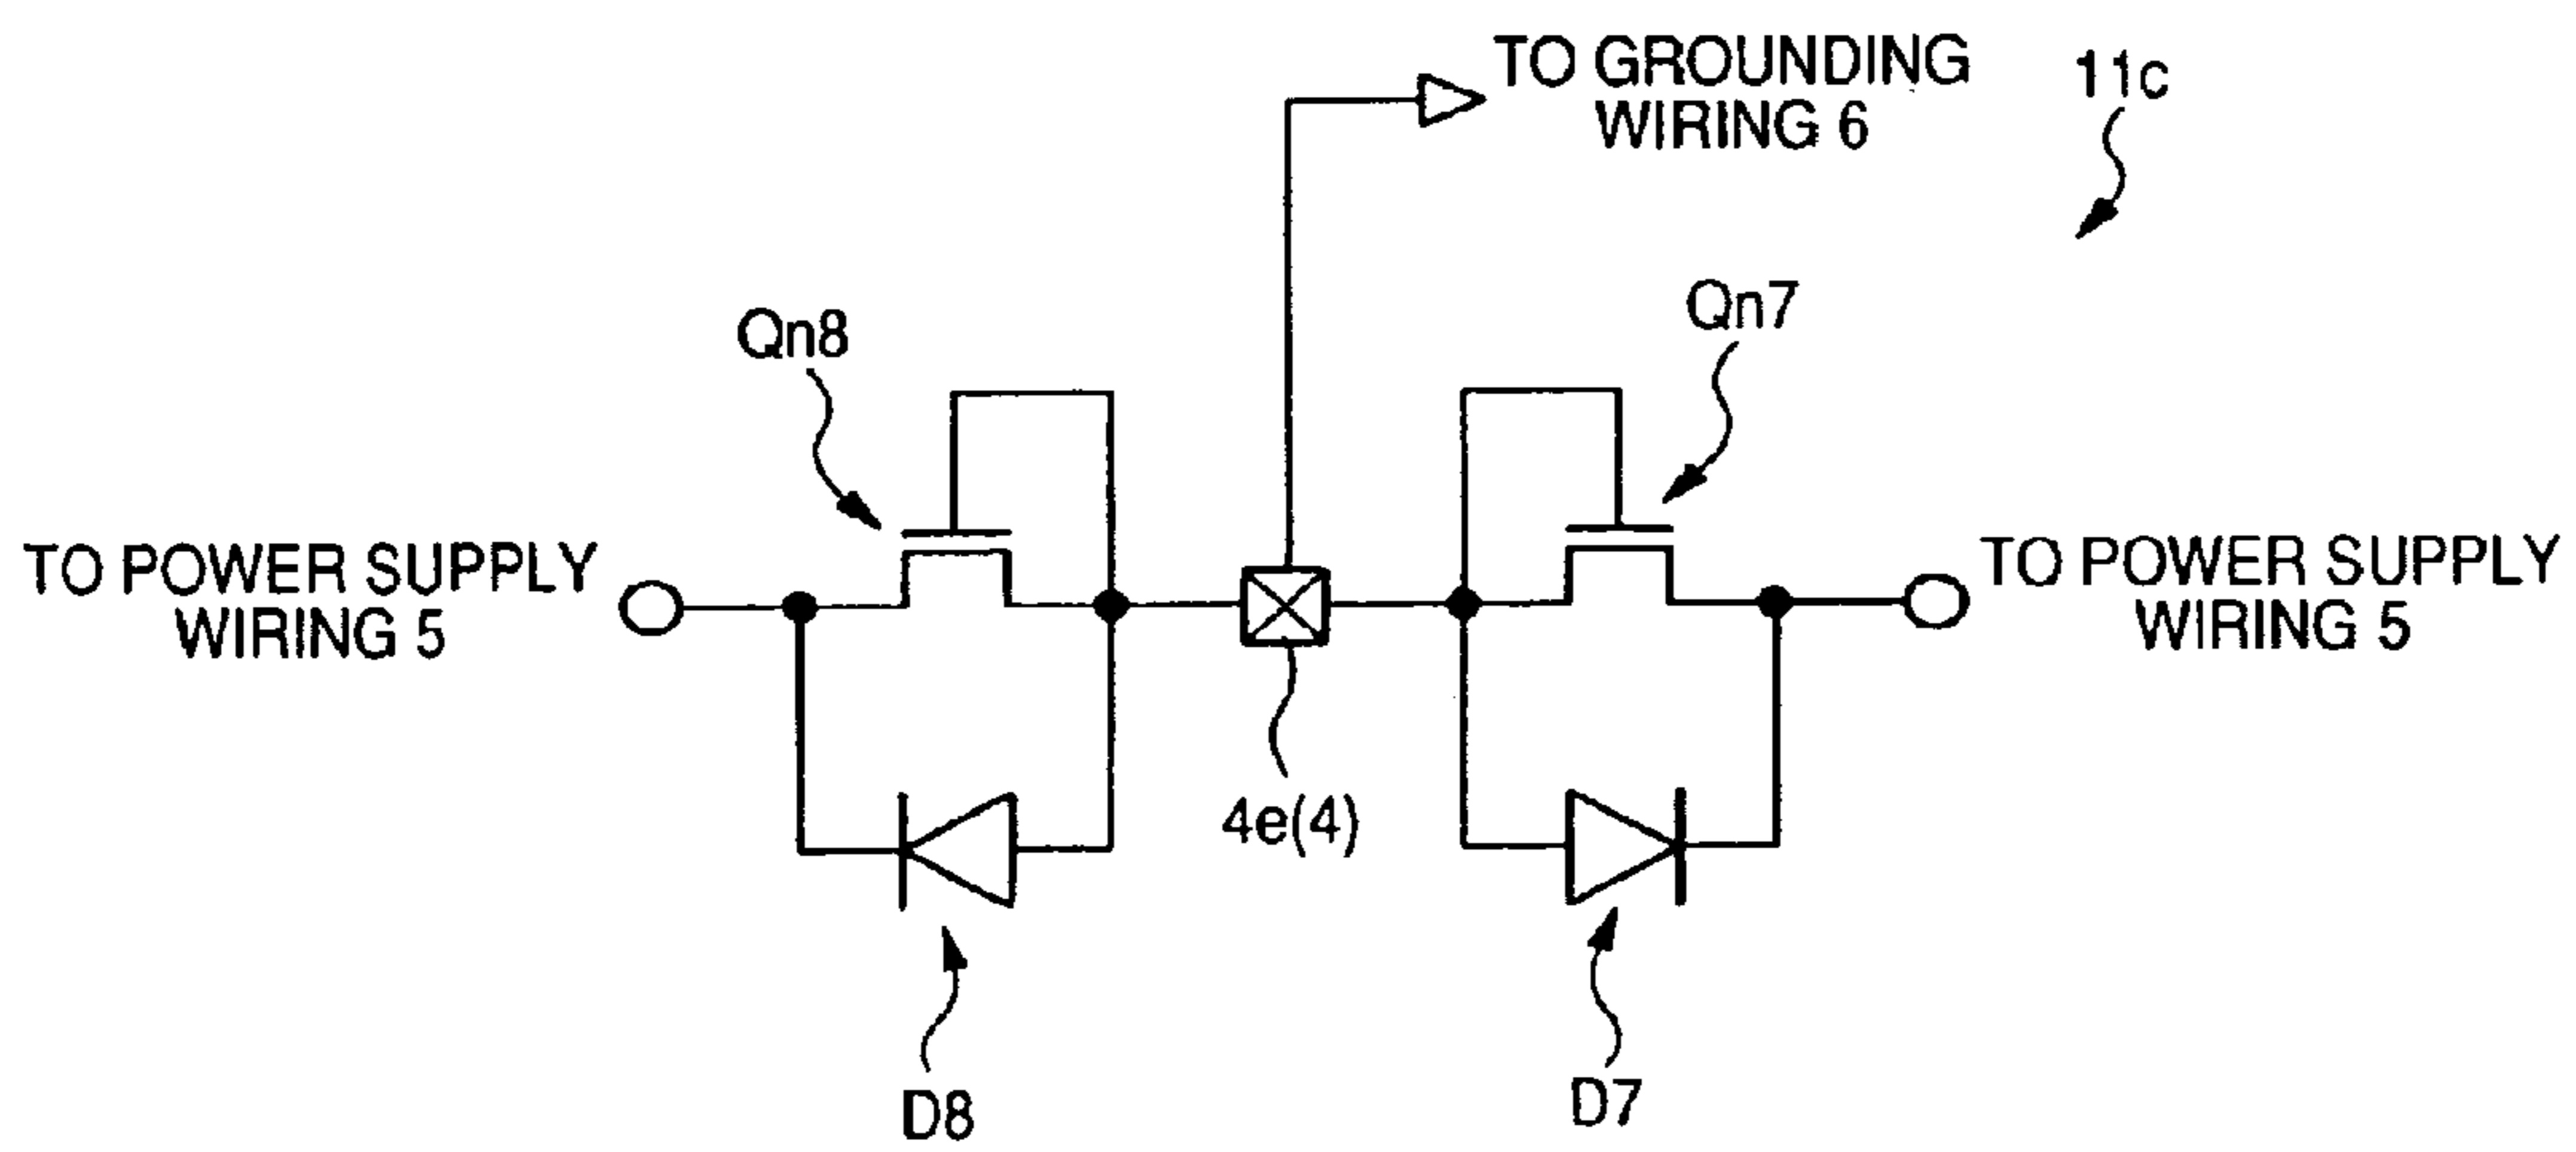 TO GROUNDING
WIRING 6
11c
Qn8
Qn7
TO POWER SUPPLY
WIRING 5
TO POWER SUPPLY
WIRING 5
4e(4)
D8
D7